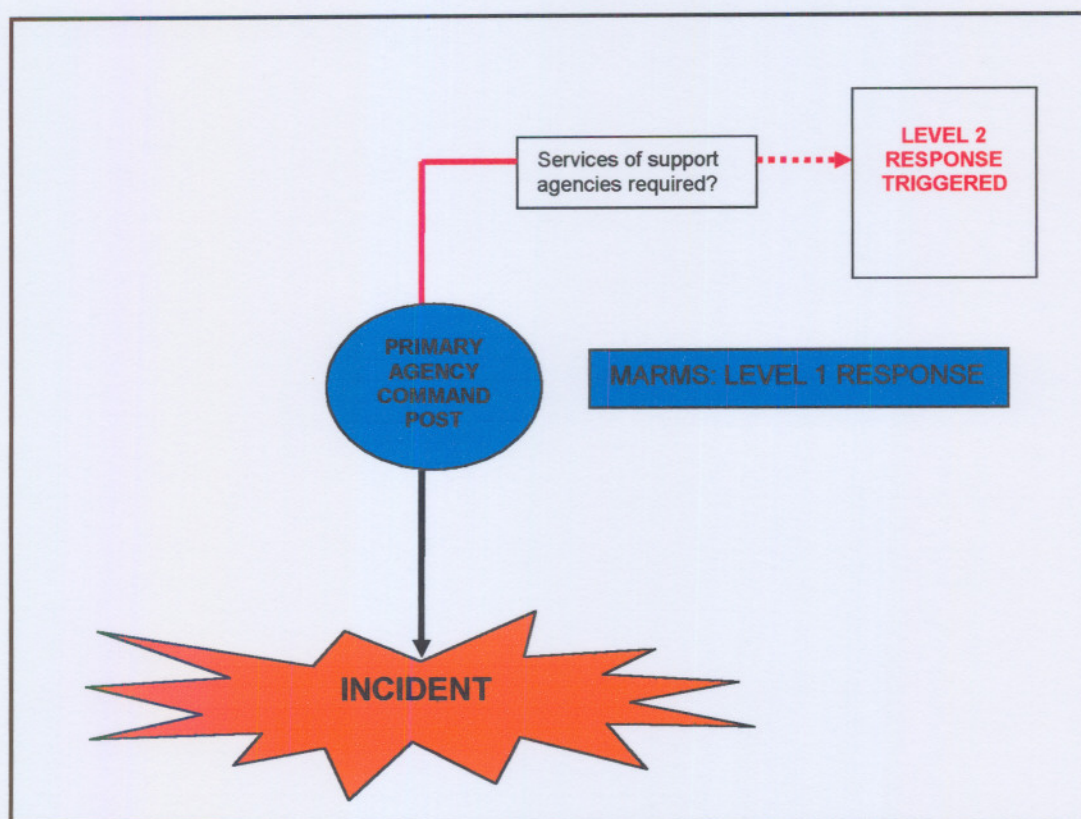 Services of support
agencies required?
LEVEL 2
RESPONSE
TRIGGERED
PRIMARY
AGENCY
COMMAND
POST
MARMS: LEVEL 1 RESPONSE
INCIDENT